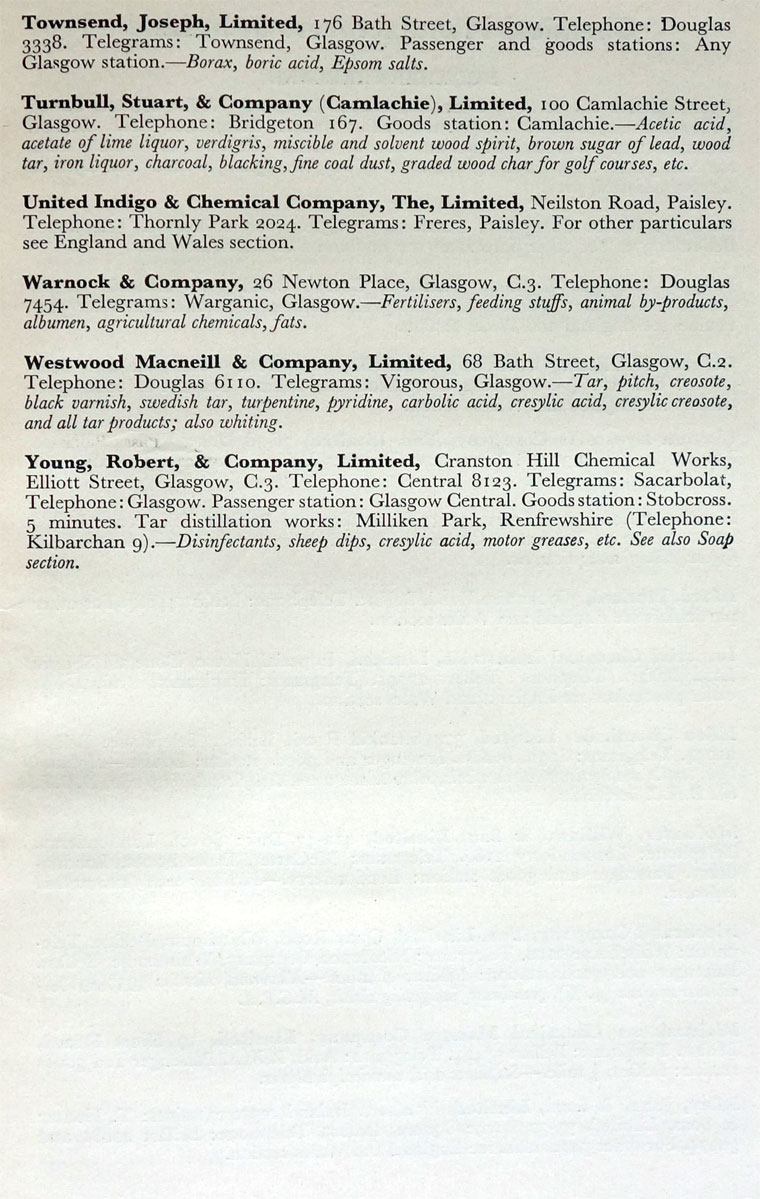 Townsend, Joseph, Limited, 176 Bath Street, Glasgow. Telephone: Douglas
3338. Telegrams: Townsend, Glasgow. Passenger and goods stations: Any
Glasgow station.—Borax, boric acid, Epsom salts.
Turnbull, Stuart, & Company (Camlachie), Limited, 100 Camlachie Street,
Glasgow. Telephone: Bridgeton 167. Goods station: Camlachie.—Acetic acid,
acetate of lime liquor, verdigris, miscible and solvent wood spirit, brown sugar of lead, wood
tar, iron liquor, charcoal, blacking, fine coal dust, graded wood char for golf courses, etc.
United Indigo & Chemical Company, The, Limited, Neilston Road, Paisley.
Telephone: Thornly Park 2024. Telegrams: Freres, Paisley. For other particulars
see England and Wales section.
Warnock & Company, 26 Newton Place, Glasgow, C.3. Telephone: Douglas
7454. Telegrams: Warganic, Glasgow.—Fertilisers, feeding stuffs, animal by-products,
albumen, agricultural chemicals, fats.
Westwood Macneill & Company, Limited, 68 Bath Street, Glasgow, C.2.
Telephone: Douglas 6110. Telegrams: Vigorous, Glasgow.—Tar, pitch, creosote,
black varnish, swedish tar, turpentine, pyridine, carbolic acid, cresylic acid, cresylic creosote,
and all tar products; also whiting.
Young, Robert, & Company, Limited, Cranston Hill Chemical Works,
Elliott Street, Glasgow, C.3. Telephone: Central 8123. Telegrams: Sacarbolat,
Telephone: Glasgow. Passenger station: Glasgow Central. Goods station: Stobcross.
5 minutes. Tar distillation works: Milliken Park, Renfrewshire (Telephone:
Kilbarchan 9).—Disinfectants, sheep dips, cresylic acid, motor greases, etc. See also Soap
section.